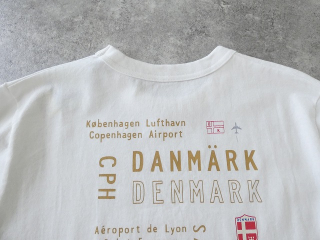 København Lufthavn
Copenhagen Airport
CPH
DANMÄRK
DENMARK
Aéroport de Lyon